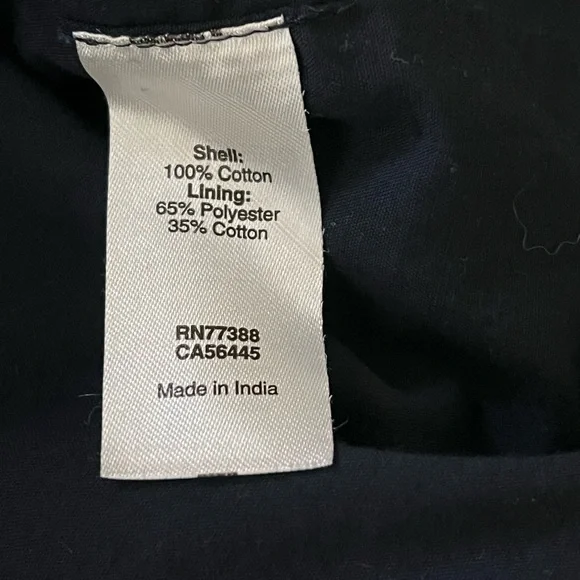 Shell:
100% Cotton
Lining:
65% Polyester
35% Cotton
RN77388
CA56445
Made in India